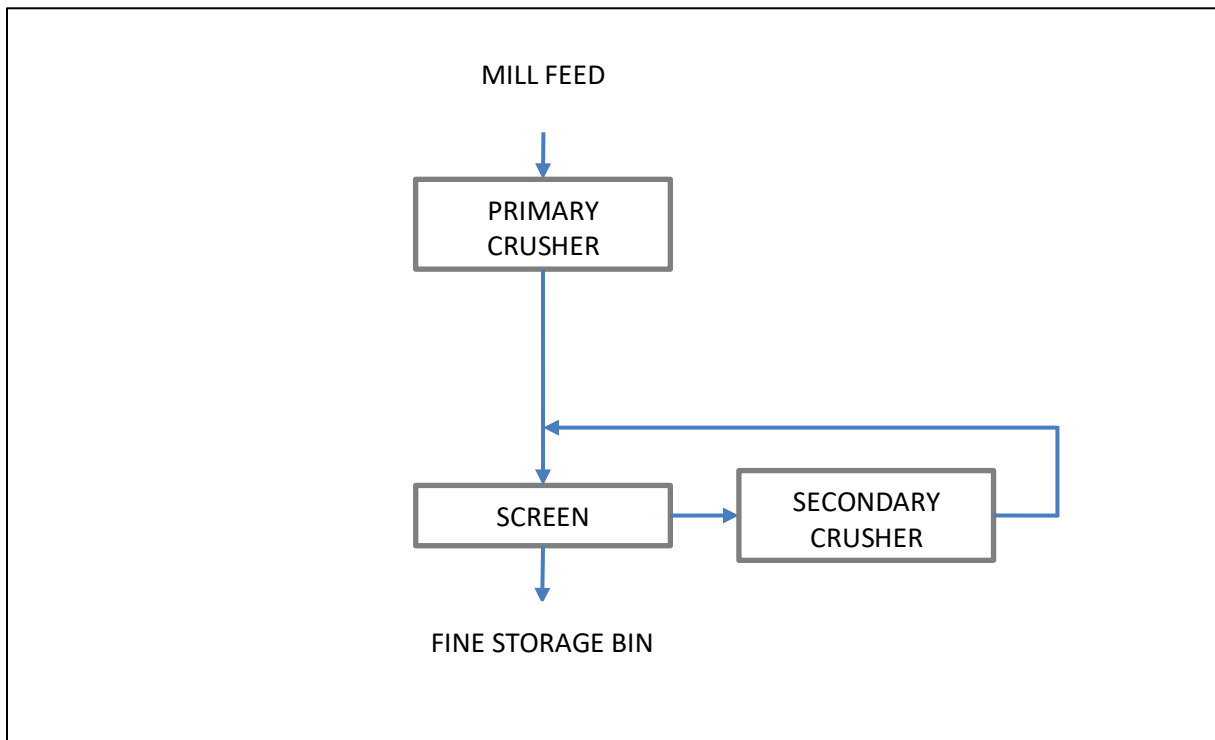 MILL FEED
PRIMARY
CRUSHER
SCREEN
SECONDARY
CRUSHER
FINE STORAGE BIN